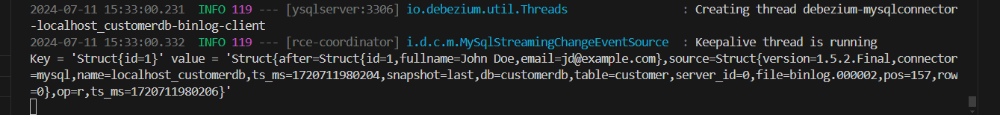 2024-07-11 15:33:00.231  INFO 119 --- [ysqlserver:3306] io.debezium.util.Threads                 : Creating thread debezium-mysqlconnector
-localhost_customerdb-binlog-client
2024-07-11 15:33:00.332  INFO 119 --- [rce-coordinator] i.d.c.m.MySqlStreamingChangeEventSource  : Keepalive thread is running
Key = 'Struct{id=1}' value = 'Struct{after=Struct{id=1,fullname=John Doe,email=jd@example.com},source=Struct{version=1.5.2.Final,connector
=mysql,name=localhost_customerdb,ts_ms=1720711980204,snapshot=last,db=customerdb,table=customer,server_id=0,file=binlog.000002,pos=157,row
=0},op=r,ts_ms=1720711980206}'